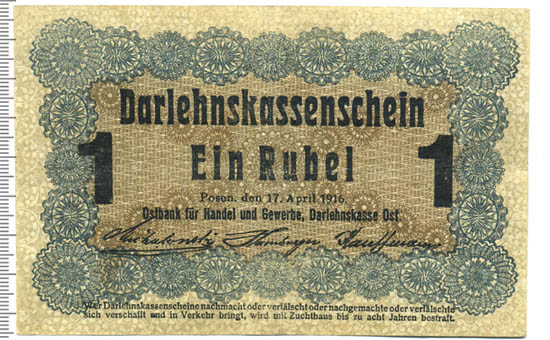 Darlehnskassenschein
1 Ein Rubel 1
Posen, den 17. April 1916.
Ostbank für Handel und Gewerbe, Darlehnskasse Ost.
Hamburger Kauffmann
Wer Darlehnskassenscheine nachmacht oder verfälscht oder nachgemachte oder verfälschte
sich verschafft und in Verkehr bringt, wird mit Zuchthaus bis zu acht Jahren bestraft.